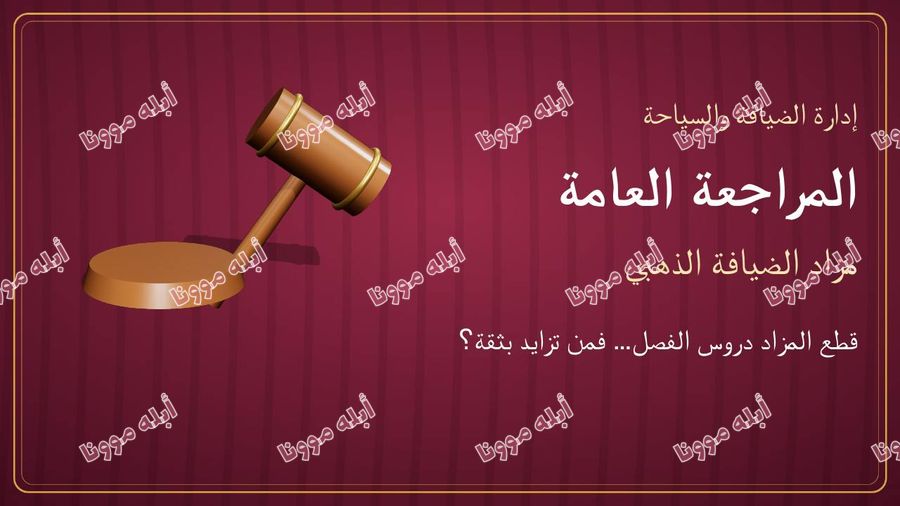 إدارة الضيافة والسياحة
المراجعة العامة
مزاد الضيافة الذهبي
قطع المزاد دروس الفصل... فمن تزايد بثقة؟
أبله موونا